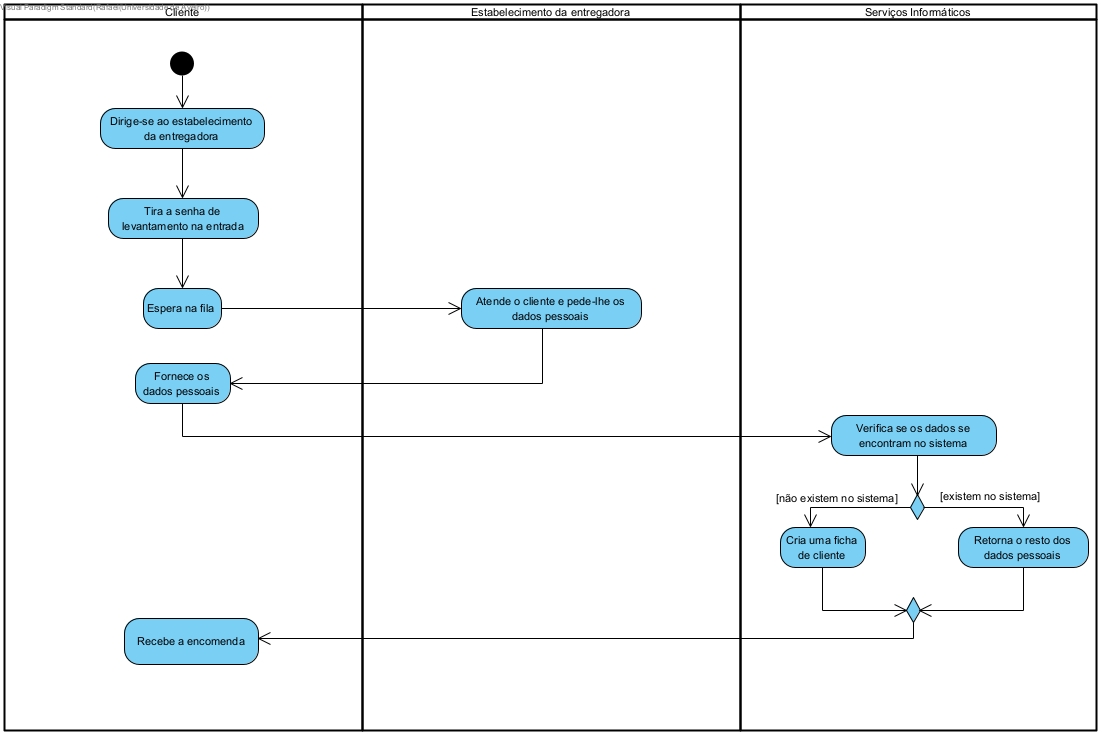 Visual Paradigm Standard(Rafael(Universidade de Aveiro))
Cliente
Estabelecimento da entregadora
Serviços Informáticos
Dirige-se ao estabelecimento
da entregadora
Tira a senha de
levantamento na entrada
Espera na fila
Atende o cliente e pede-lhe os
dados pessoais
Fornece os
dados pessoais
Verifica se os dados se
encontram no sistema
[não existem no sistema]
[existem no sistema]
Cria uma ficha
de cliente
Retorna o resto dos
dados pessoais
Recebe a encomenda